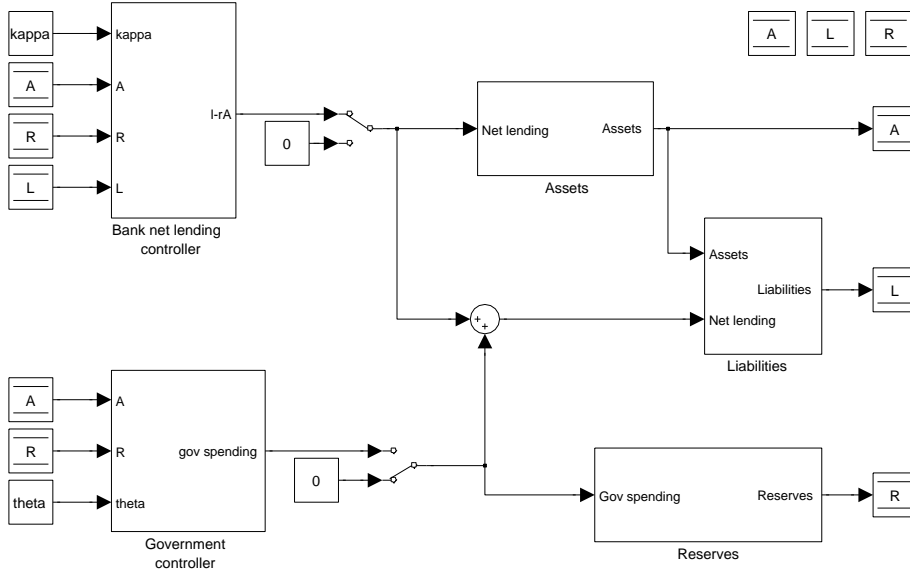 kappa
A
R
L
kappa
A
R
L
l-rA
Bank net lending
controller
0
Net lending
Assets
Assets
A
L
R
A
Assets
Liabilities
Net lending
Liabilities
L
+
+
A
R
theta
A
R
theta
gov spending
Government
controller
0
Gov spending
Reserves
Reserves
R